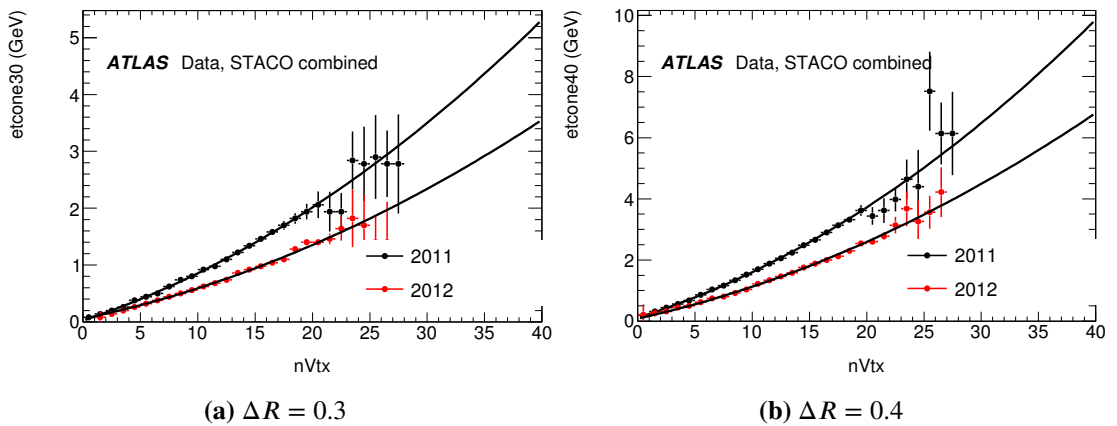 etcone30 (GeV)
5
4
3
2
1
0
ATLAS Data, STACO combined
2011
2012
0 5 10 15 20 25 30 35 40
nVtx
(a) ΔR = 0.3
etcone40 (GeV)
10
8
6
4
2
0
ATLAS Data, STACO combined
2011
2012
0 5 10 15 20 25 30 35 40
nVtx
(b) ΔR = 0.4